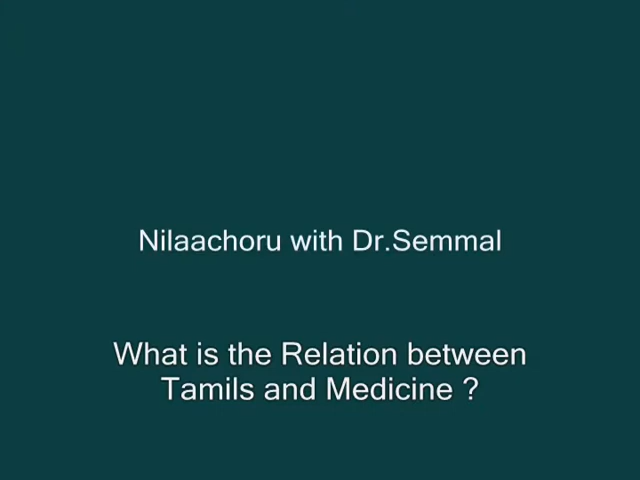 Nilaachoru with Dr.Semmal
What is the Relation between
Tamils and Medicine ?